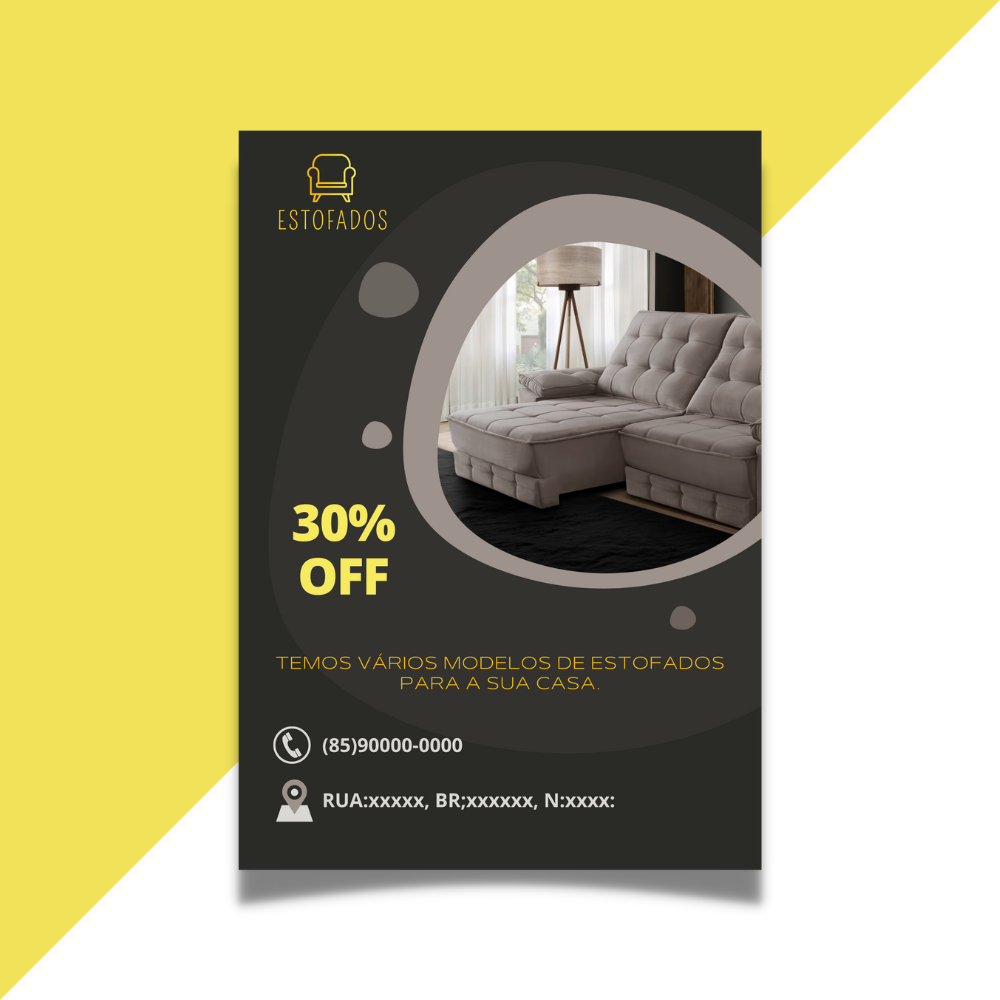 ESTOFADOS
30%
OFF
TEMOS VÁRIOS MODELOS DE ESTOFADOS
PARA A SUA CASA.
(85)90000-0000
RUA:xxxxx, BR;xxxxxx, N:xxxx: